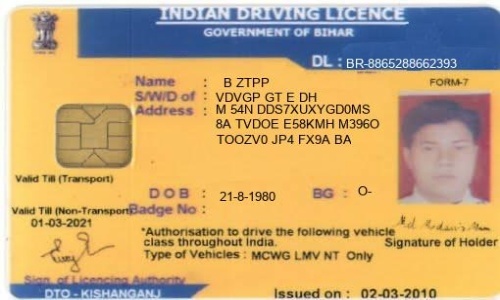 INDIAN DRIVING LICENCE
GOVERNMENT OF BIHAR
DL : BR-8865288662393
FORM-7
Name : B ZTPP
S/W/D of : VDVGP GT E DH
Address : M 54N DDS7XUXYGD0MS
8A TVDOE E58KMH M396O
TOOZV0 JP4 FX9A BA
Valid Till (Transport)
D O B : 21-8-1980 BG : O-
Valid Till (Non-Transport)
Badge No :
01-03-2021
*Authorisation to drive the following vehicle
class throughout India.
Signature of Holder
Type of Vehicles : MCWG LMV NT Only
Sign. of Licencing Authority
DTO - KISHANGANJ
Issued on : 02-03-2010